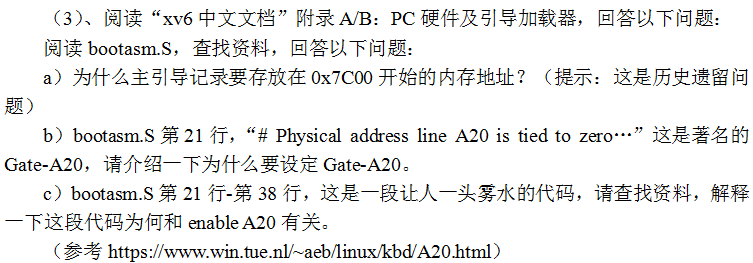 （3）、阅读“xv6 中文文档”附录 A/B：PC 硬件及引导加载器，回答以下问题：
阅读 bootasm.S，查找资料，回答以下问题：
a）为什么主引导记录要存放在 0x7C00 开始的内存地址？（提示：这是历史遗留问
题）
b）bootasm.S 第 21 行，“# Physical address line A20 is tied to zero…” 这是著名的
Gate-A20，请介绍一下为什么要设定 Gate-A20。
c）bootasm.S 第 21 行-第 38 行，这是一段让人一头雾水的代码，请查找资料，解释
一下这段代码为何和 enable A20 有关。
（参考 https://www.win.tue.nl/~aeb/linux/kbd/A20.html）